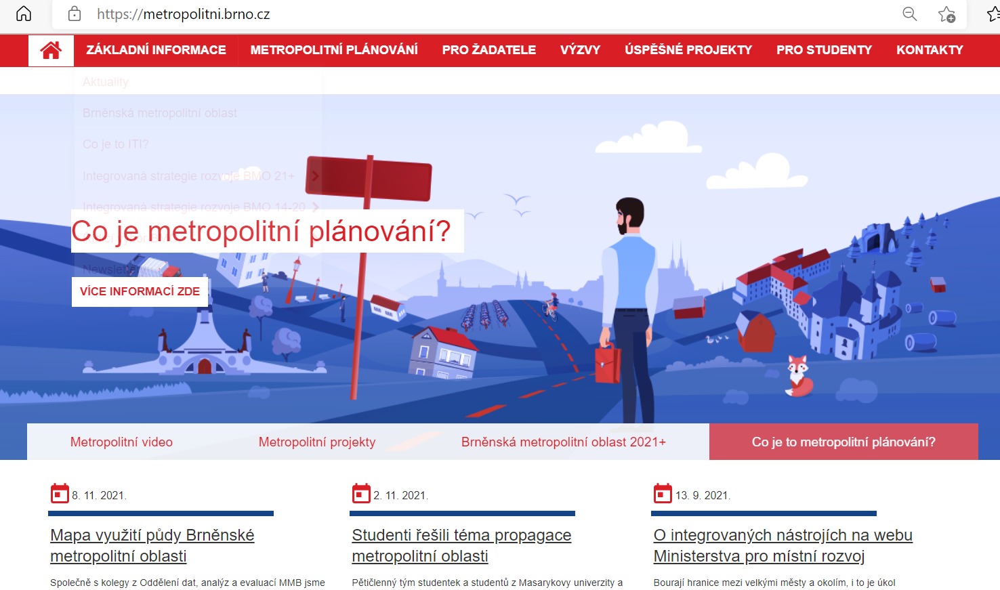 https://metropolitni.brno.cz
ZÁKLADNÍ INFORMACE METROPOLITNÍ PLÁNOVÁNÍ PRO ŽADATELE VÝZVY ÚSPĚŠNÉ PROJEKTY PRO STUDENTY KONTAKTY
Aktuality
Brněnská metropolitní oblast
Co je to ITI?
Integrovaná strategie rozvoje BMO 21+
Integrovaná strategie rozvoje BMO 14-20
Co je metropolitní plánování?
Newslettery
VÍCE INFORMACÍ ZDE
Metropolitní video Metropolitní projekty Brněnská metropolitní oblast 2021+ Co je to metropolitní plánování?
8. 11. 2021.
Mapa využití půdy Brněnské
metropolitní oblasti
Společně s kolegy z Oddělení dat, analýz a evaluací MMB jsme
2. 11. 2021.
Studenti řešili téma propagace
metropolitní oblasti
Pětičlenný tým studentek a studentů z Masarykovy univerzity a
13. 9. 2021.
O integrovaných nástrojích na webu
Ministerstva pro místní rozvoj
Bourají hranice mezi velkými městy a okolím, i to je úkol